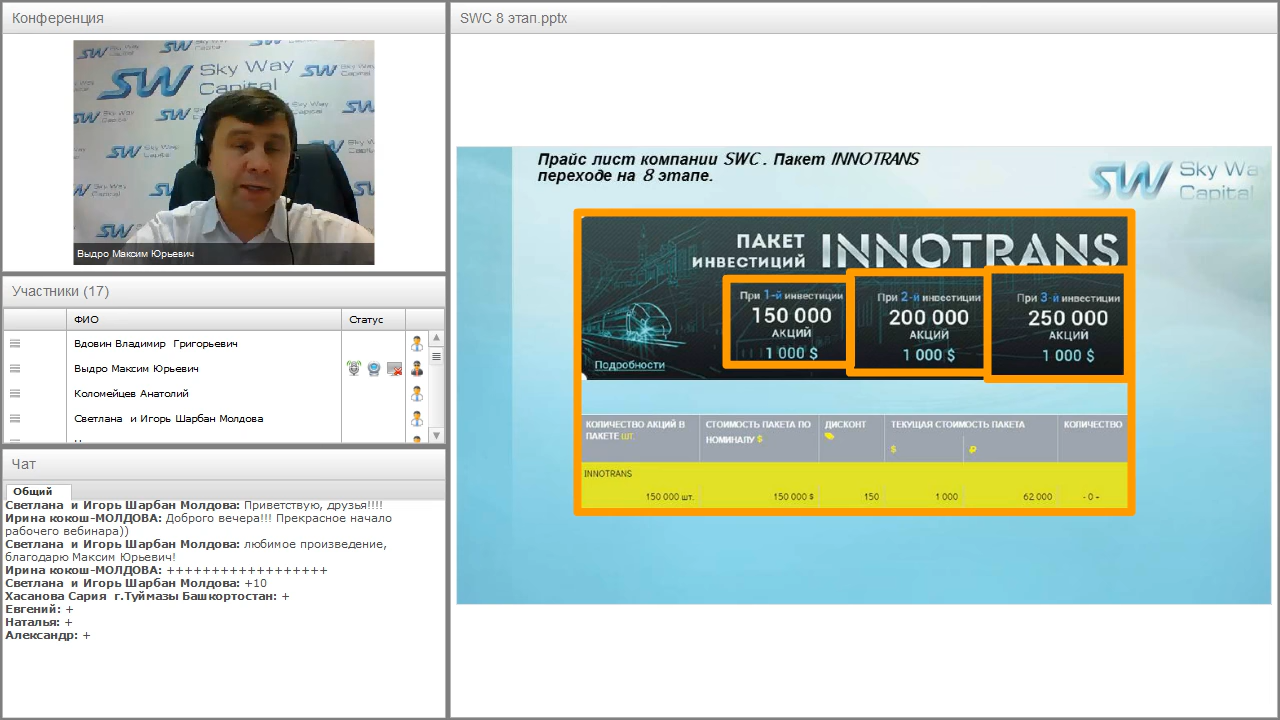 Конференция
SW
SW
Sky Way
Capital
SW
Sky Way
Capital
Выдро Максим Юрьевич
Участники (17)
ФИО
Статус
Вдовин Владимир Григорьевич
Выдро Максим Юрьевич
Коломейцев Анатолий
Светлана и Игорь Шарбан Молдова
Чат
Общий
Светлана и Игорь Шарбан Молдова: Приветствую, друзья!!!!
Ирина кокош-МОЛДОВА: Доброго вечера!!! Прекрасное начало
рабочего вебинара))
Светлана и Игорь Шарбан Молдова: любимое произведение,
благодарю Максим Юрьевич!
Ирина кокош-МОЛДОВА: ++++++++++++++++++
Светлана и Игорь Шарбан Молдова: +10
Хасанова Сария г.Туймазы Башкортостан: +
Евгений: +
Наталья: +
Александр: +
SWC 8 этап.pptx
Прайс лист компании SWC . Пакет INNOTRANS
переходе на 8 этапе.
SW Sky Wa
Capital
ПАКЕТ
ИНВЕСТИЦИЙ
INNOTRANS
При 1-й инвестиции
150 000
АКЦИЙ
1 000 $
При 2-й инвестиции
200 000
АКЦИЙ
1 000 $
При 3-й инвестиции
250 000
АКЦИЙ
1 000 $
Подробности
КОЛИЧЕСТВО АКЦИЙ В
ПАКЕТЕ ШТ.
СТОИМОСТЬ ПАКЕТА ПО
НОМИНАЛУ $
ДИСКОНТ
ТЕКУЩАЯ СТОИМОСТЬ ПАКЕТА
$ ₽
КОЛИЧЕСТВО
INNOTRANS
150 000 шт. 150 000 $ 150 1 000 62 000 - 0 +